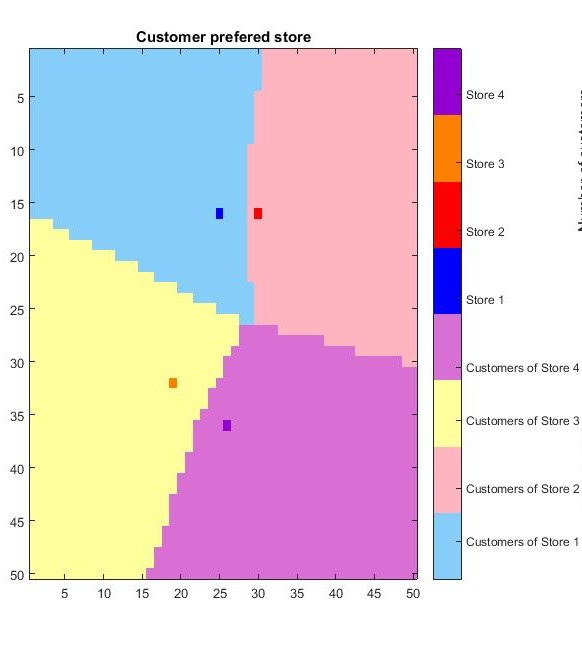 Customer prefered store
5
10
15
20
25
30
35
40
45
50
5 10 15 20 25 30 35 40 45 50
Store 4
Store 3
Store 2
Store 1
Customers of Store 4
Customers of Store 3
Customers of Store 2
Customers of Store 1